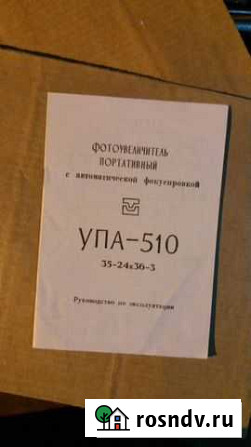 ФОТОУВЕЛИЧИТЕЛЬ
ПОРТАТИВНЫЙ
с автоматической фокусировкой
УПА-510
35-24х36-3
Руководство по эксплуатации
rosndv.ru